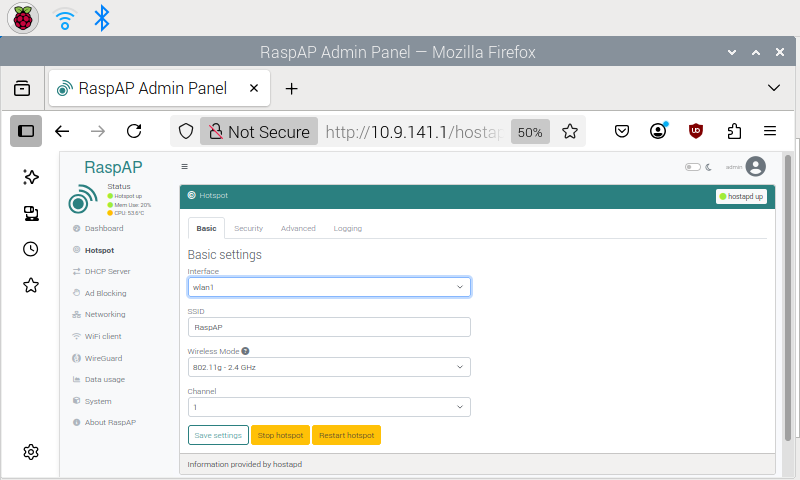 RaspAP Admin Panel — Mozilla Firefox
RaspAP Admin Panel
Not Secure http://10.9.141.1/hostap 50%
RaspAP
Status
Hotspot up
Mem Use: 20%
CPU: 53.6°C
Dashboard
Hotspot
DHCP Server
Ad Blocking
Networking
WiFi client
WireGuard
Data usage
System
About RaspAP
admin
Hotspot
hostapd up
Basic Security Advanced Logging
Basic settings
Interface
wlan1
SSID
RaspAP
Wireless Mode
802.11g - 2.4 GHz
Channel
1
Save settings Stop hotspot Restart hotspot
Information provided by hostapd